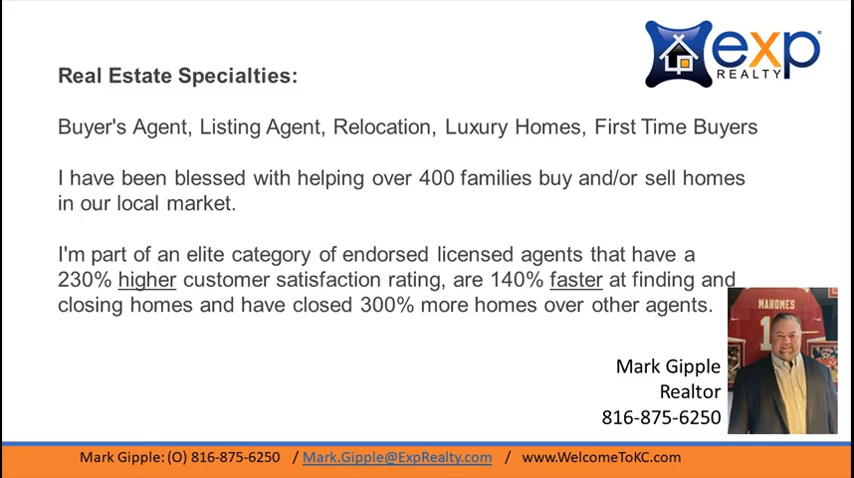 exp
REALTY
Real Estate Specialties:
Buyer's Agent, Listing Agent, Relocation, Luxury Homes, First Time Buyers
I have been blessed with helping over 400 families buy and/or sell homes
in our local market.
I'm part of an elite category of endorsed licensed agents that have a
230% higher customer satisfaction rating, are 140% faster at finding and
closing homes and have closed 300% more homes over other agents.
MAHOMES
1
Mark Gipple
Realtor
816-875-6250
Mark Gipple: (O) 816-875-6250 / Mark.Gipple@ExpRealty.com / www.WelcomeToKC.com